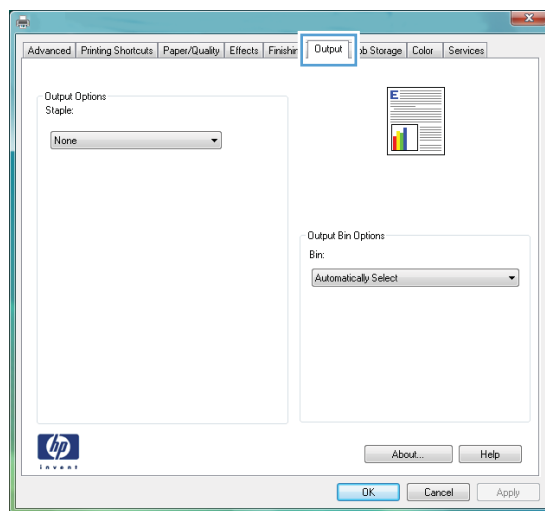 Advanced Printing Shortcuts Paper/Quality Effects Finishin Output b Storage Color Services
Output Options
Staple:
None
E
Output Bin Options
Bin:
Automatically Select
hp
invent
About... Help
OK Cancel Apply